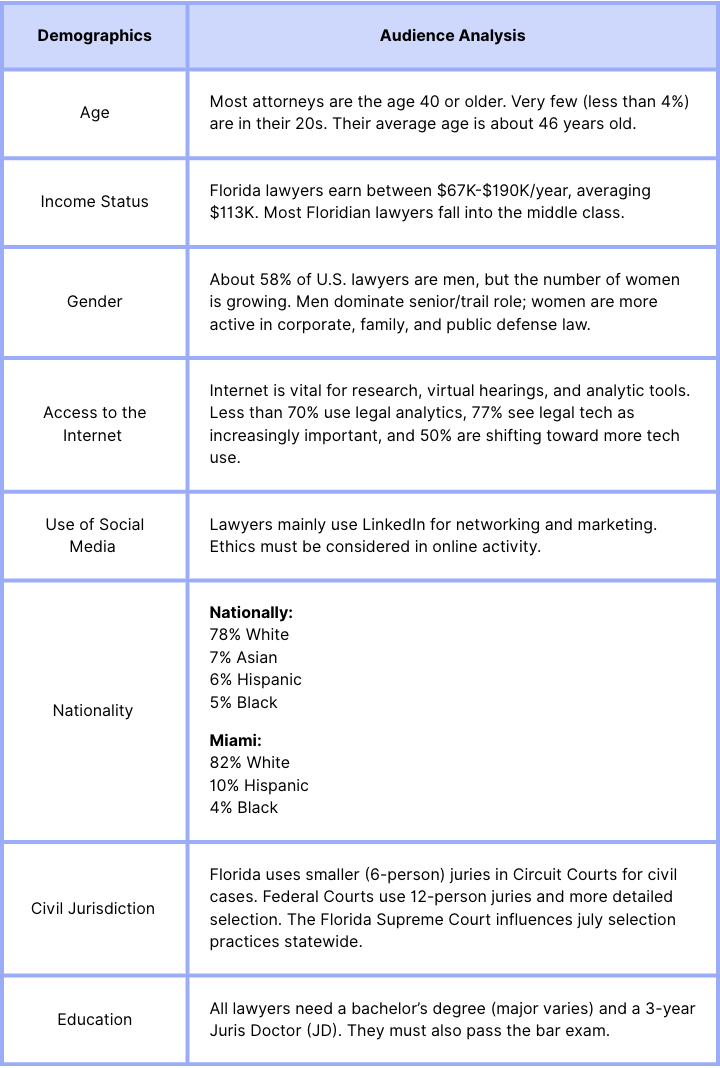 Demographics
Audience Analysis
Age
Most attorneys are the age 40 or older. Very few (less than 4%)
are in their 20s. Their average age is about 46 years old.
Income Status
Florida lawyers earn between $67K-$190K/year, averaging
$113K. Most Floridian lawyers fall into the middle class.
Gender
About 58% of U.S. lawyers are men, but the number of women
is growing. Men dominate senior/trail role; women are more
active in corporate, family, and public defense law.
Access to the
Internet
Internet is vital for research, virtual hearings, and analytic tools.
Less than 70% use legal analytics, 77% see legal tech as
increasingly important, and 50% are shifting toward more tech
use.
Use of Social
Media
Lawyers mainly use LinkedIn for networking and marketing.
Ethics must be considered in online activity.
Nationality
Nationally:
78% White
7% Asian
6% Hispanic
5% Black
Miami:
82% White
10% Hispanic
4% Black
Civil Jurisdiction
Florida uses smaller (6-person) juries in Circuit Courts for civil
cases. Federal Courts use 12-person juries and more detailed
selection. The Florida Supreme Court influences july selection
practices statewide.
Education
All lawyers need a bachelor’s degree (major varies) and a 3-year
Juris Doctor (JD). They must also pass the bar exam.